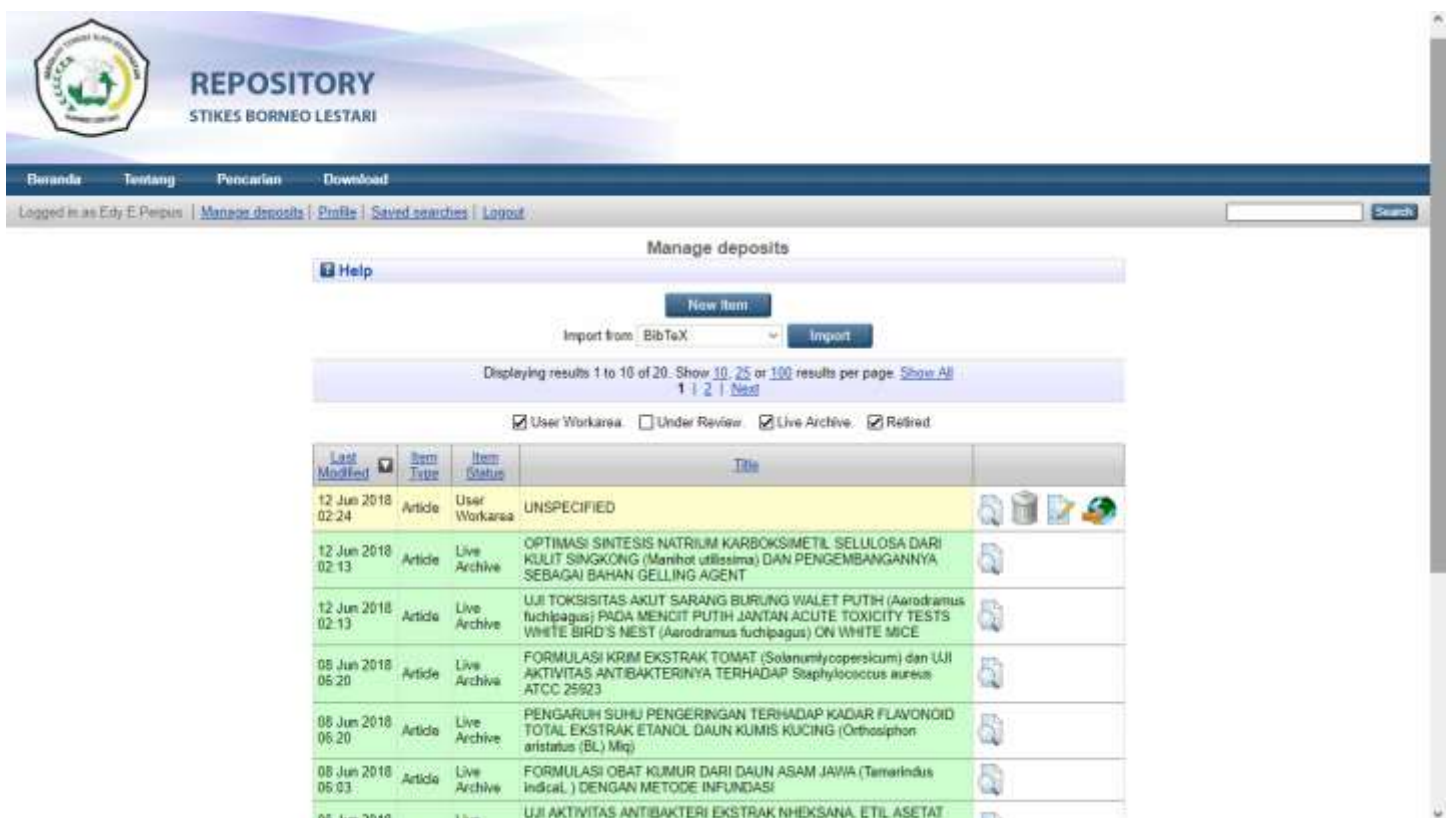 REPOSITORY
STIKES BORNEO LESTARI
Beranda Tentang Pencarian Download
Logged in as Edy E Perpus | Manage deposits | Profile | Saved searches | Logout
Search
Manage deposits
Help
New Item
Import from BibTeX Import
Displaying results 1 to 10 of 20. Show 10, 25 or 100 results per page. Show All
1 | 2 | Next
User Workarea. Under Review. Live Archive. Retired.
Last Modified Item Type Item Status Title
12 Jun 2018 02:24 Article User Workarea UNSPECIFIED
12 Jun 2018 02:13 Article Live Archive OPTIMASI SINTESIS NATRIUM KARBOKSIMETIL SELULOSA DARI
KULIT SINGKONG (Manihot utilissima) DAN PENGEMBANGANNYA
SEBAGAI BAHAN GELLING AGENT
12 Jun 2018 02:13 Article Live Archive UJI TOKSISITAS AKUT SARANG BURUNG WALET PUTIH (Aerodramus
fuchipagus) PADA MENCIT PUTIH JANTAN ACUTE TOXICITY TESTS
WHITE BIRD'S NEST (Aerodramus fuchipagus) ON WHITE MICE
08 Jun 2018 06:20 Article Live Archive FORMULASI KRIM EKSTRAK TOMAT (Solanumlycopersicum) dan UJI
AKTIVITAS ANTIBAKTERINYA TERHADAP Staphylococcus aureus
ATCC 25923
08 Jun 2018 06:20 Article Live Archive PENGARUH SUHU PENGERINGAN TERHADAP KADAR FLAVONOID
TOTAL EKSTRAK ETANOL DAUN KUMIS KUCING (Orthosiphon
aristatus (BL) Miq)
08 Jun 2018 06:03 Article Live Archive FORMULASI OBAT KUMUR DARI DAUN ASAM JAWA (Tamarindus
indicaL.) DENGAN METODE INFUNDASI
UJI AKTIVITAS ANTIBAKTERI EKSTRAK NHEKSANA, ETIL ASETAT